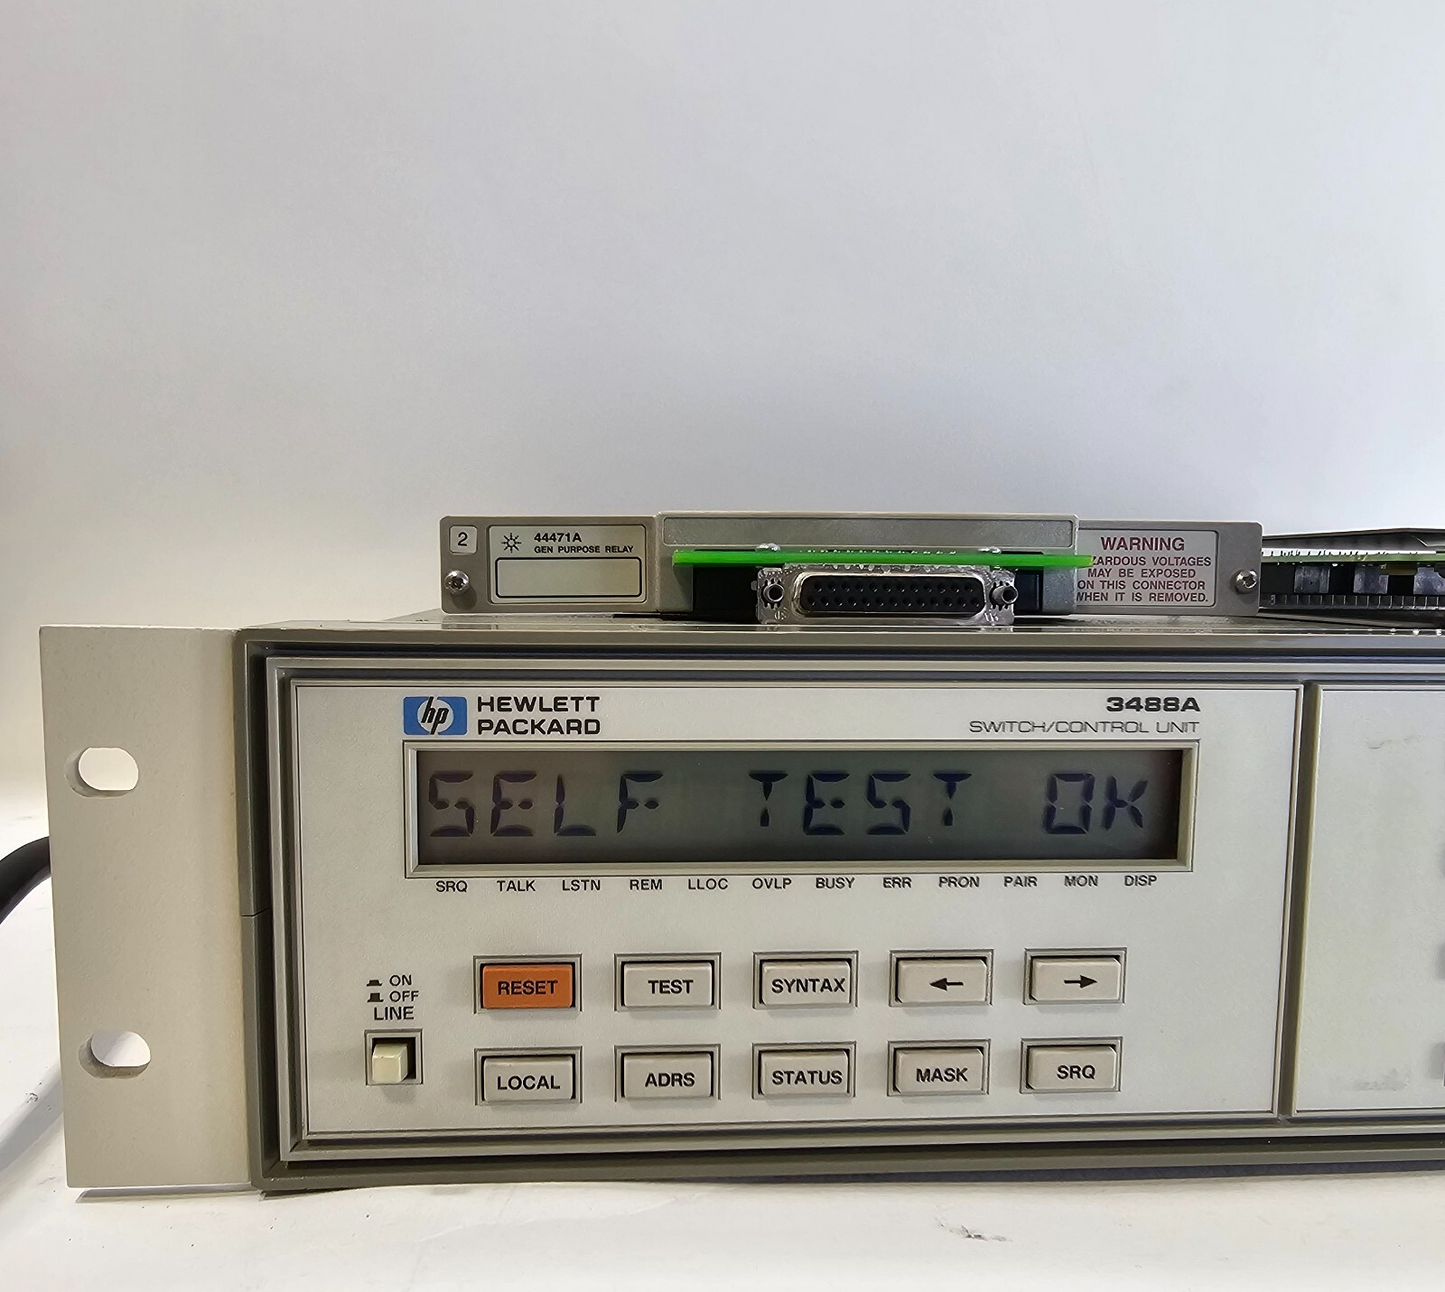 2
44471A
GEN PURPOSE RELAY
WARNING
ZARDOUS VOLTAGES
MAY BE EXPOSED
ON THIS CONNECTOR
WHEN IT IS REMOVED.
hp HEWLETT
PACKARD
3488A
SWITCH/CONTROL UNIT
SELF TEST OK
SRQ TALK LSTN REM LLOC OVLP BUSY ERR PRON PAIR MON DISP
ON
OFF
LINE
RESET TEST SYNTAX ← →
LOCAL ADRS STATUS MASK SRQ